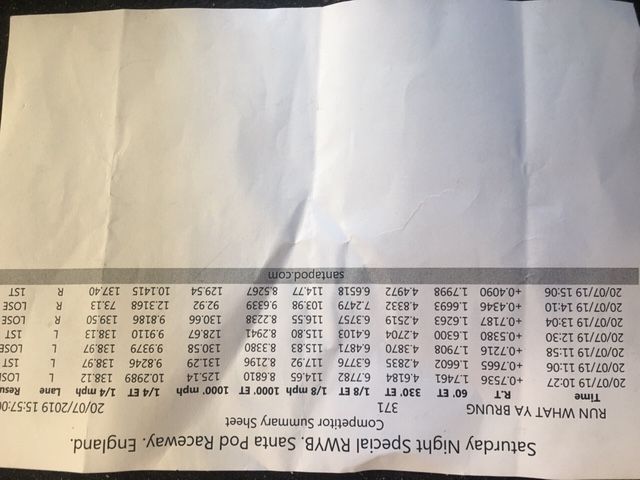 Saturday Night Special RWYB. Santa Pod Raceway. England.
Competitor Summary Sheet
RUN WHAT YA BRUNG 371 20/07/2019 15:57:0
Time R.T 60' ET 330' ET 1/8 ET 1/8 mph 1000' ET 1000' mph 1/4 ET 1/4 mph Lane Resu
20/07/19 10:27 +0.7536 1.7461 4.6184 6.7782 114.65 8.6810 125.14 10.2989 138.12 L LOS
20/07/19 11:06 +0.7665 1.6602 4.2835 6.3776 117.92 8.2196 131.29 9.8246 138.97 L 1ST
20/07/19 11:58 +0.7216 1.7908 4.3870 6.4871 115.83 8.3380 130.58 9.9379 138.97 L LOSE
20/07/19 12:30 +0.5380 1.6300 4.2704 6.4103 115.80 8.2941 128.67 9.9110 138.13 L 1ST
20/07/19 13:04 +0.7187 1.6263 4.2519 6.3757 116.55 8.2238 130.66 9.8186 139.50 R LOSE
20/07/19 14:10 +0.4346 1.6693 4.8332 7.2479 103.98 9.6339 92.92 12.3168 73.13 R LOSE
20/07/19 15:06 +0.4090 1.7998 4.4972 6.6518 114.77 8.5267 129.54 10.1415 137.40 R 1ST
santapod.com